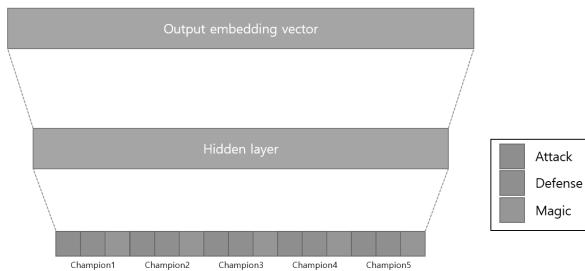 Output embedding vector
Hidden layer
Attack
Defense
Magic
Champion1 Champion2 Champion3 Champion4 Champion5